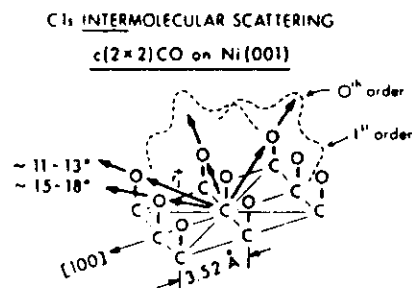 C 1s INTERMOLECULAR SCATTERING
c(2×2)CO on Ni(001)
0th order
1st order
~ 11-13°
~ 15-18°
O O O O O O O O
C C C C C C C C
[100]
3.52 Å